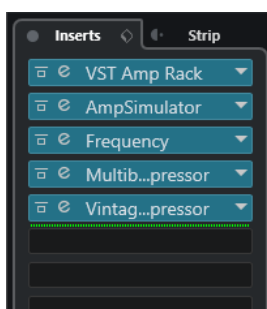 Inserts Strip
VST Amp Rack
AmpSimulator
Frequency
Multib...pressor
Vintag...pressor